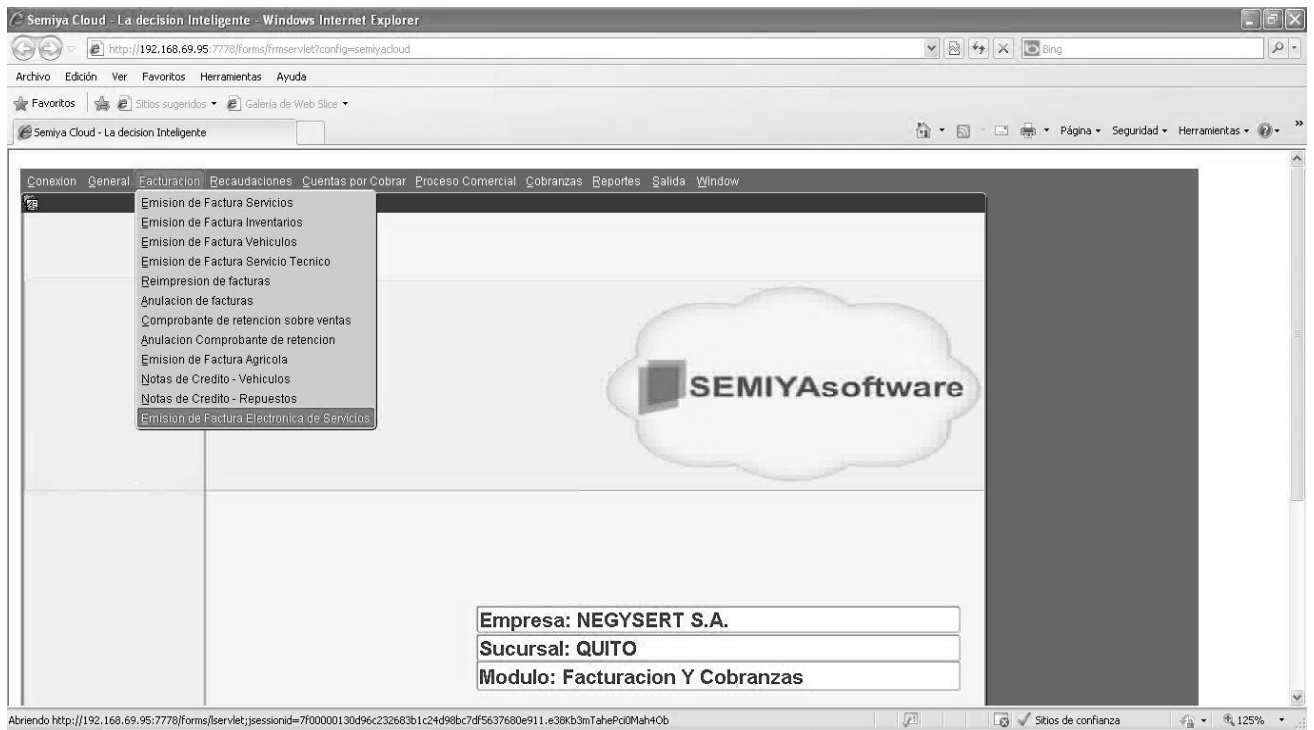 Semiya Cloud - La decision Inteligente - Windows Internet Explorer
http://192.168.69.95:7778/forms/frmservlet?config=semiyacloud
Bing
Archivo Edición Ver Favoritos Herramientas Ayuda
Favoritos Sitios sugeridos Galería de Web Slice
Semiya Cloud - La decision Inteligente
Página Seguridad Herramientas
Conexion General Facturacion Recaudaciones Cuentas por Cobrar Proceso Comercial Cobranzas Reportes Salida Window
Emision de Factura Servicios
Emision de Factura Inventarios
Emision de Factura Vehiculos
Emision de Factura Servicio Tecnico
Reimpresion de facturas
Anulacion de facturas
Comprobante de retencion sobre ventas
Anulacion Comprobante de retencion
Emision de Factura Agricola
Notas de Credito - Vehiculos
Notas de Credito - Repuestos
Emision de Factura Electronica de Servicios
SEMIYAsoftware
Empresa: NEGYSERT S.A.
Sucursal: QUITO
Modulo: Facturacion Y Cobranzas
Abriendo http://192.168.69.95:7778/forms/lservlet;jsessionid=7f00000130d96c232683b1c24d98bc7df5637680e911.e38Kb3mTahePci0Mah4Ob
Sitios de confianza
125%